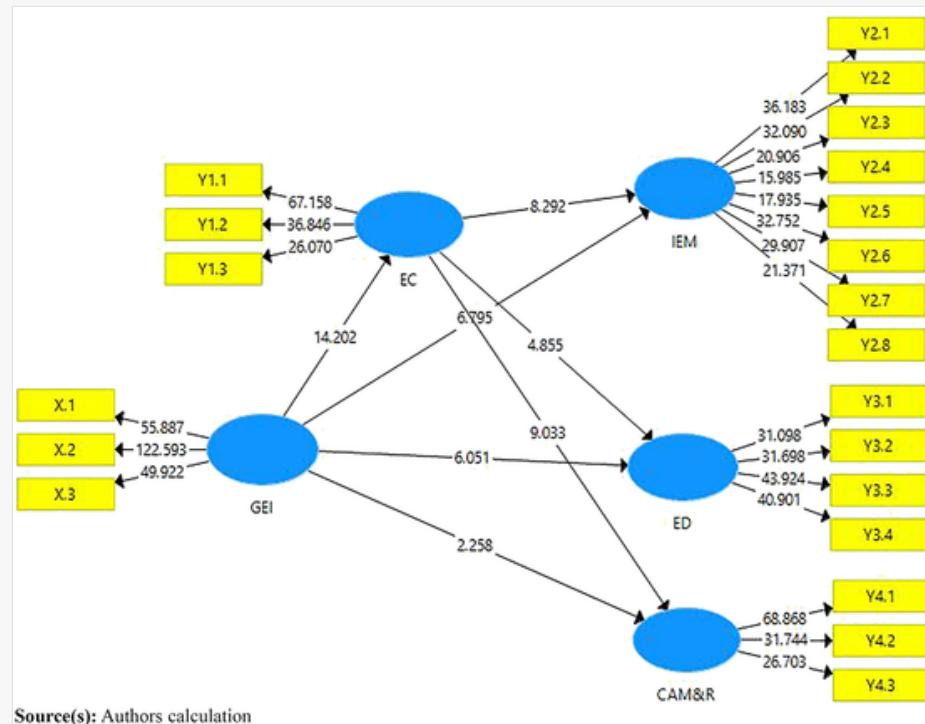 Y2.1
36.183
Y2.2
32.090
Y2.3
20.906
Y2.4
15.985
Y2.5
17.935
Y2.6
32.752
Y2.7
29.907
Y2.8
21.371
IEM
Y1.1
67.158
Y1.2
36.846
Y1.3
26.070
EC
8.292
6.795
14.202
4.855
9.033
X.1
55.887
X.2
122.593
X.3
49.922
GEI
6.051
2.258
Y3.1
31.098
Y3.2
31.698
Y3.3
43.924
Y3.4
40.901
ED
Y4.1
68.868
Y4.2
31.744
Y4.3
26.703
CAM&R
Source(s): Authors calculation